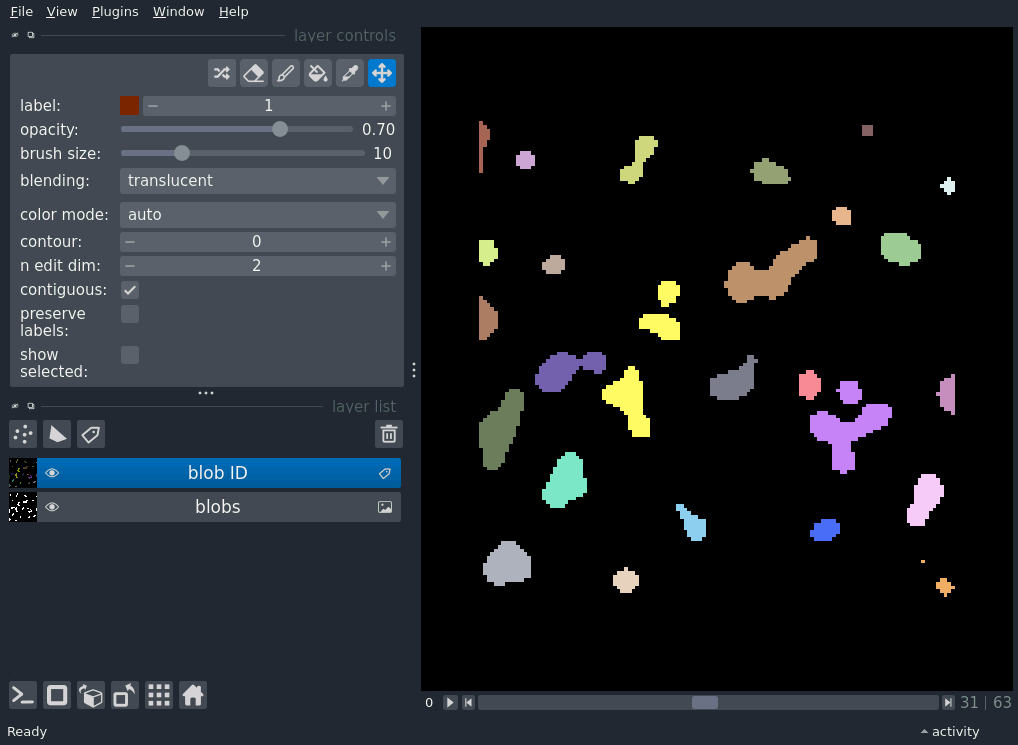 File View Plugins Window Help
layer controls
label: 1
opacity: 0.70
brush size: 10
blending: translucent
color mode: auto
contour: 0
n edit dim: 2
contiguous:
preserve
labels:
show
selected:
layer list
blob ID
blobs
0 31 | 63
Ready activity